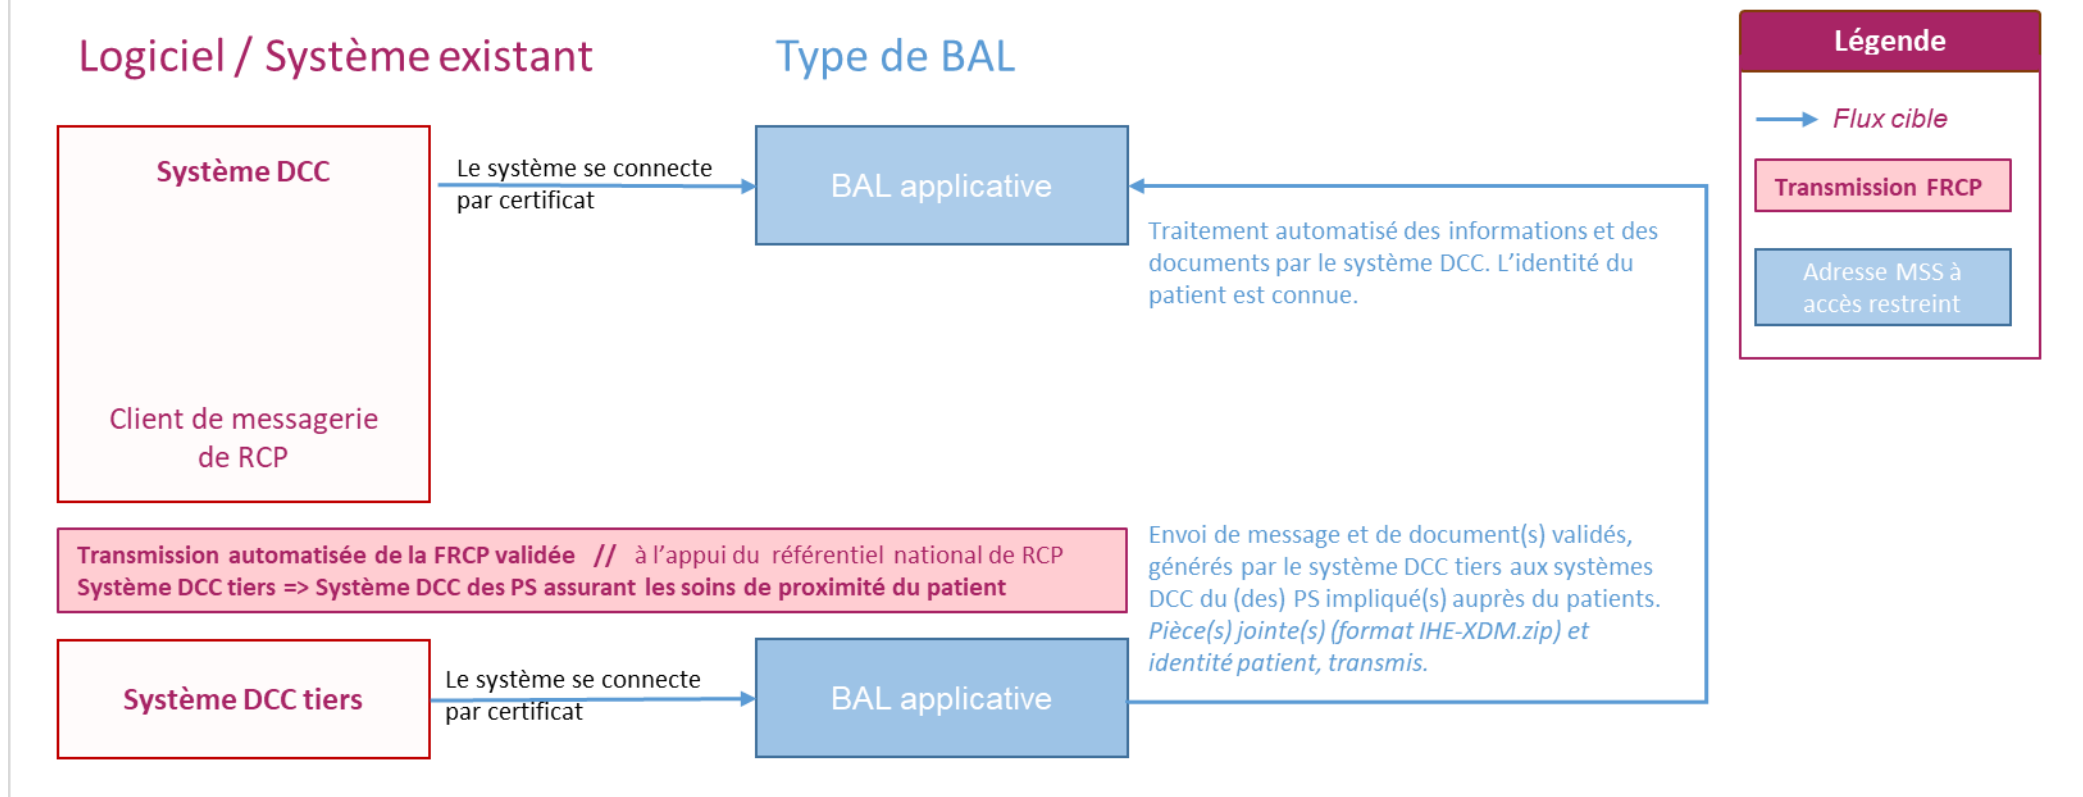 Logiciel / Système existant
Type de BAL
Légende
Flux cible
Transmission FRCP
Adresse MSS à
accès restreint
Système DCC
Client de messagerie
de RCP
Le système se connecte
par certificat
BAL applicative
Traitement automatisé des informations et des
documents par le système DCC. L’identité du
patient est connue.
Transmission automatisée de la FRCP validée // à l’appui du référentiel national de RCP
Système DCC tiers => Système DCC des PS assurant les soins de proximité du patient
Envoi de message et de document(s) validés,
générés par le système DCC tiers aux systèmes
DCC du (des) PS impliqué(s) auprès du patients.
Pièce(s) jointe(s) (format IHE-XDM.zip) et
identité patient, transmis.
Système DCC tiers
Le système se connecte
par certificat
BAL applicative